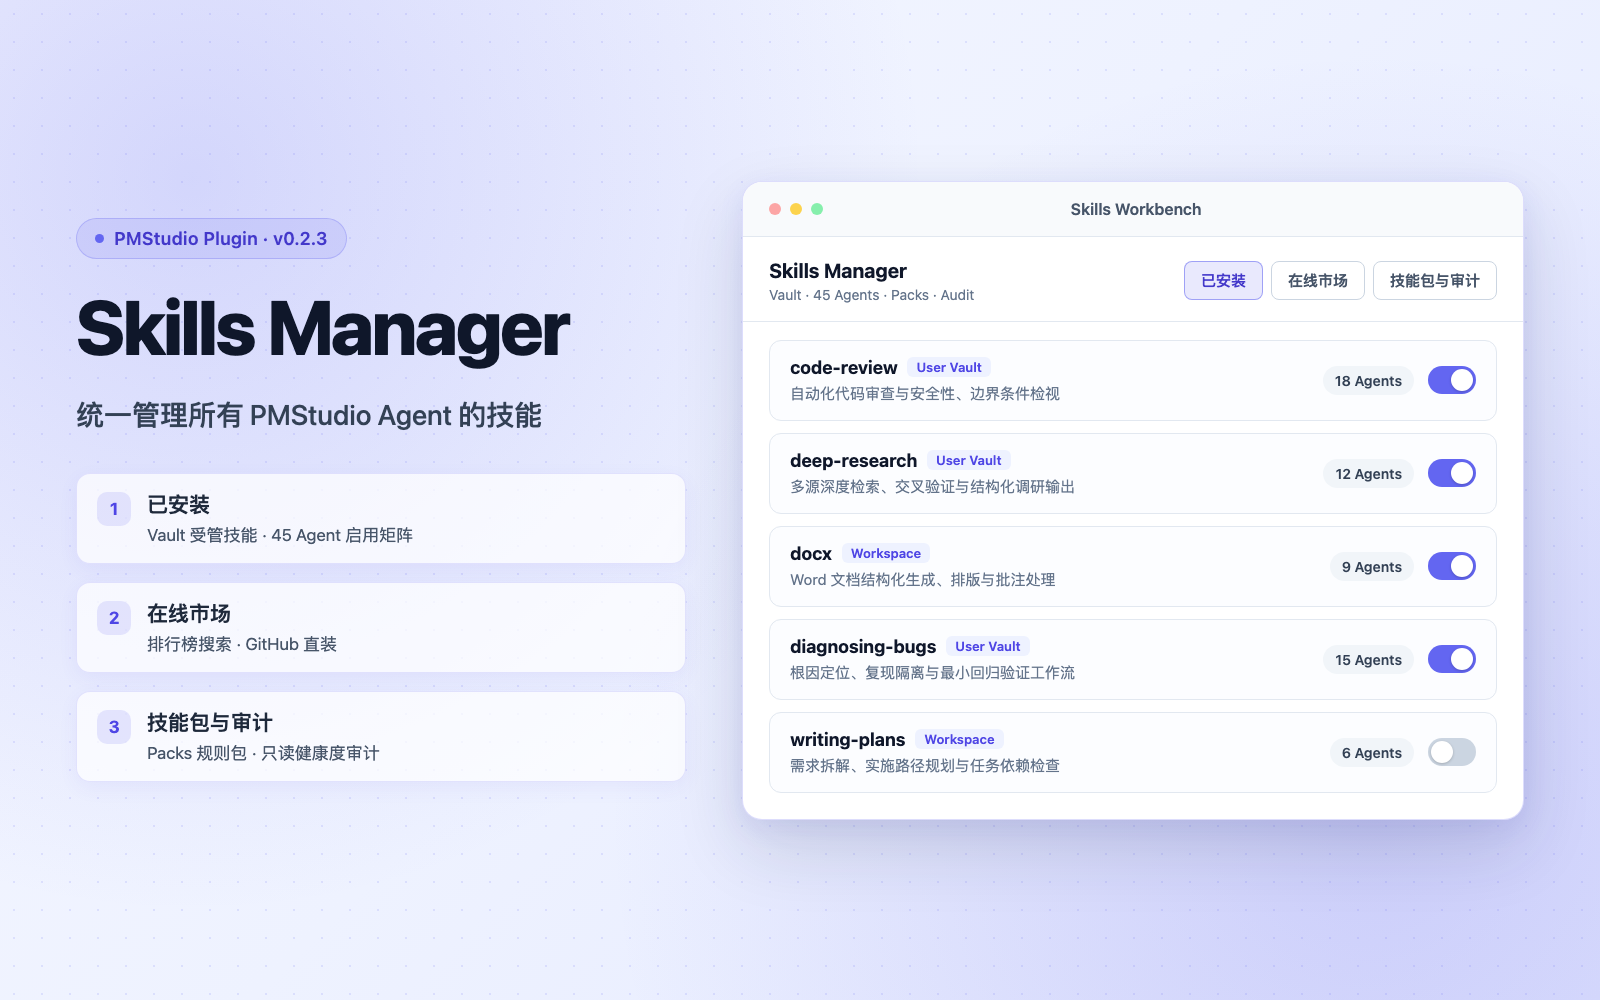 PMStudio Plugin · v0.2.3
Skills Manager
统一管理所有 PMStudio Agent 的技能
1
已安装
Vault 受管技能 · 45 Agent 启用矩阵
2
在线市场
排行榜搜索 · GitHub 直装
3
技能包与审计
Packs 规则包 · 只读健康度审计
Skills Workbench
Skills Manager
Vault · 45 Agents · Packs · Audit
已安装
在线市场
技能包与审计
code-review User Vault
自动化代码审查与安全性、边界条件检视
18 Agents
deep-research User Vault
多源深度检索、交叉验证与结构化调研输出
12 Agents
docx Workspace
Word 文档结构化生成、排版与批注处理
9 Agents
diagnosing-bugs User Vault
根因定位、复现隔离与最小回归验证工作流
15 Agents
writing-plans Workspace
需求拆解、实施路径规划与任务依赖检查
6 Agents